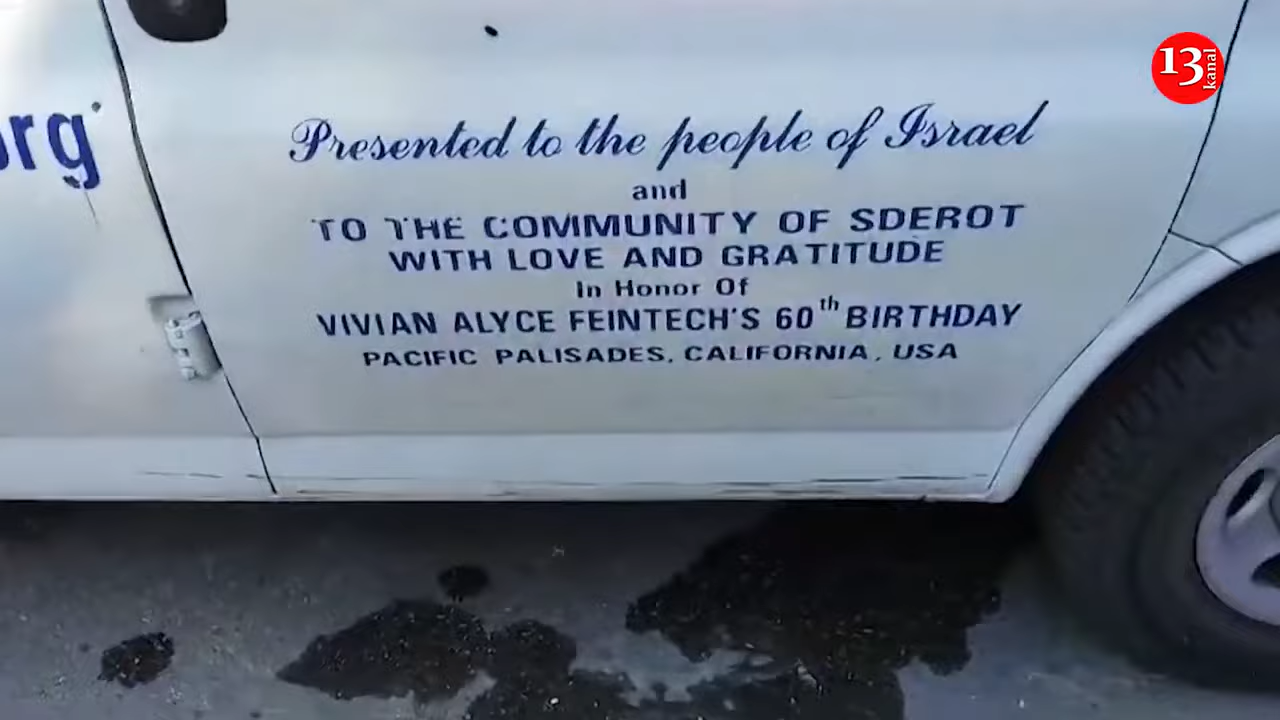 13 kanal
org
Presented to the people of Israel
and
TO THE COMMUNITY OF SDEROT
WITH LOVE AND GRATITUDE
In Honor Of
VIVIAN ALYCE FEINTECH'S 60th BIRTHDAY
PACIFIC PALISADES, CALIFORNIA, USA